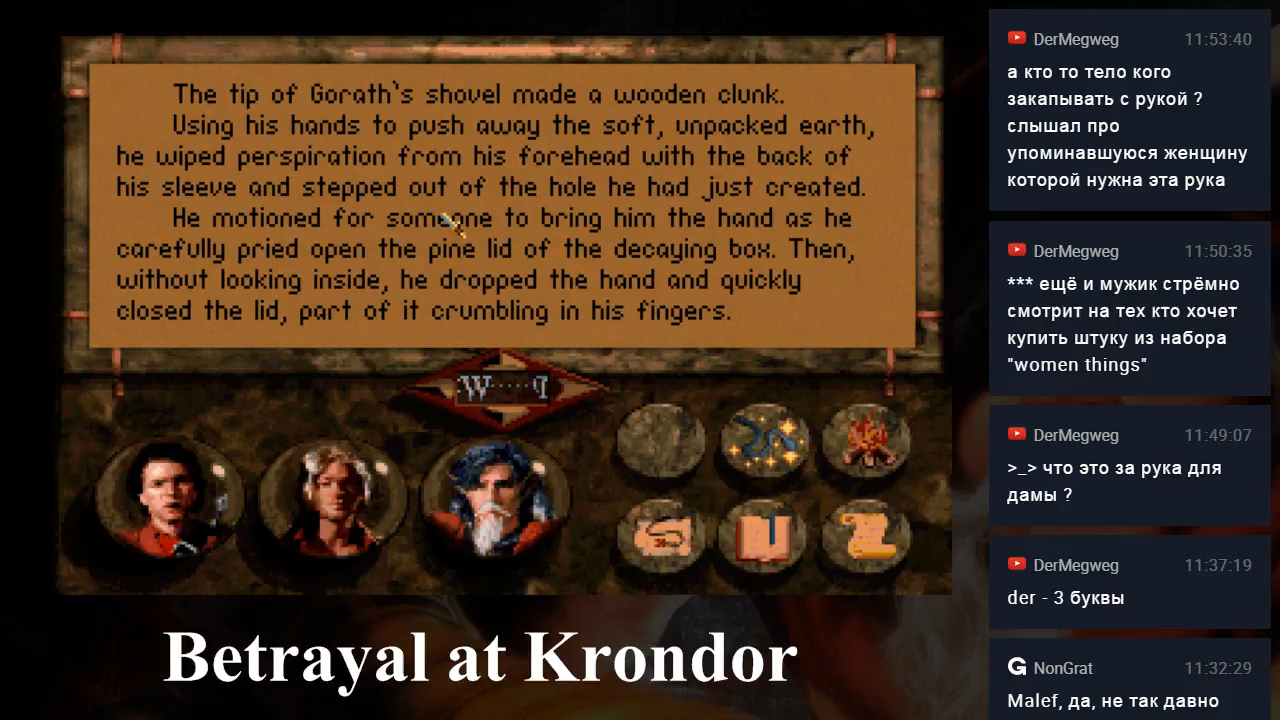 The tip of Gorath`s shovel made a wooden clunk.
Using his hands to push away the soft, unpacked earth,
he wiped perspiration from his forehead with the back of
his sleeve and stepped out of the hole he had just created.
He motioned for someone to bring him the hand as he
carefully pried open the pine lid of the decaying box. Then,
without looking inside, he dropped the hand and quickly
closed the lid, part of it crumbling in his fingers.
Betrayal at Krondor
DerMegweg 11:53:40
а кто то тело кого
закапывать с рукой ?
слышал про
упоминавшуюся женщину
которой нужна эта рука
DerMegweg 11:50:35
*** ещё и мужик стрёмно
смотрит на тех кто хочет
купить штуку из набора
"women things"
DerMegweg 11:49:07
>_> что это за рука для
дамы ?
DerMegweg 11:37:19
der - 3 буквы
G NonGrat 11:32:29
Malef, да, не так давно